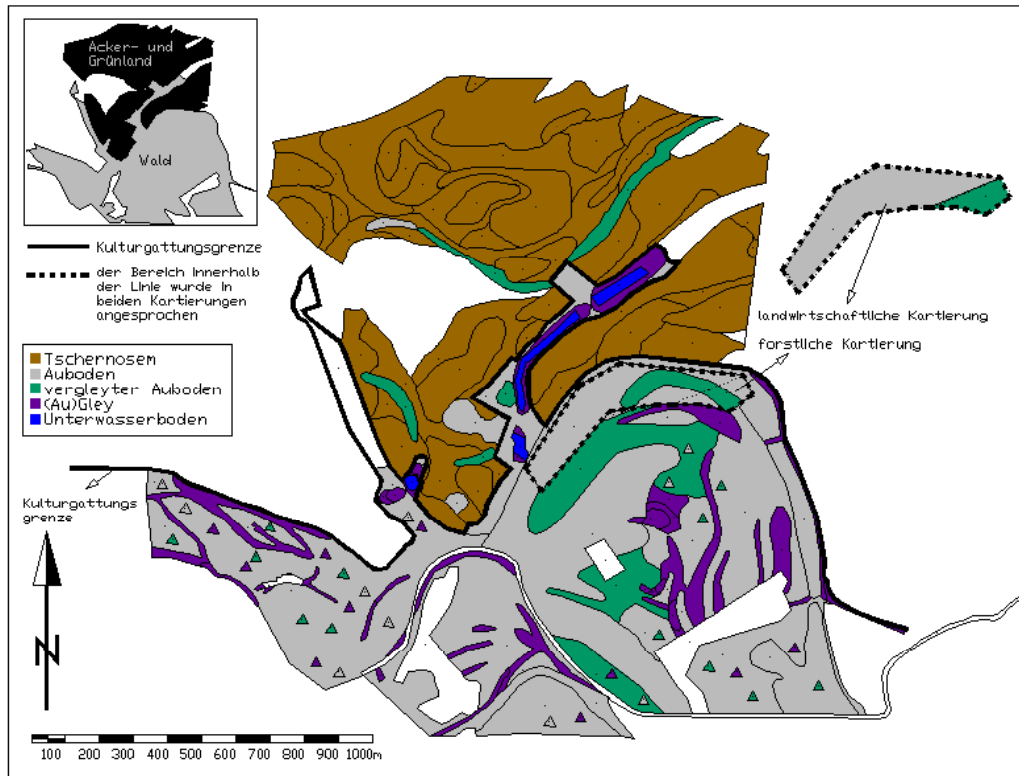 Acker- und
Grünland
Wald
Kulturgattungsgrenze
der Bereich innerhalb
der Linie wurde in
beiden Kartierungen
angesprochen
Tschernosem
Auboden
vergleyter Auboden
(Au)Gley
Unterwasserboden
landwirtschaftliche Kartierung
forstliche Kartierung
Kulturgattungs
grenze
N
100 200 300 400 500 600 700 800 900 1000m